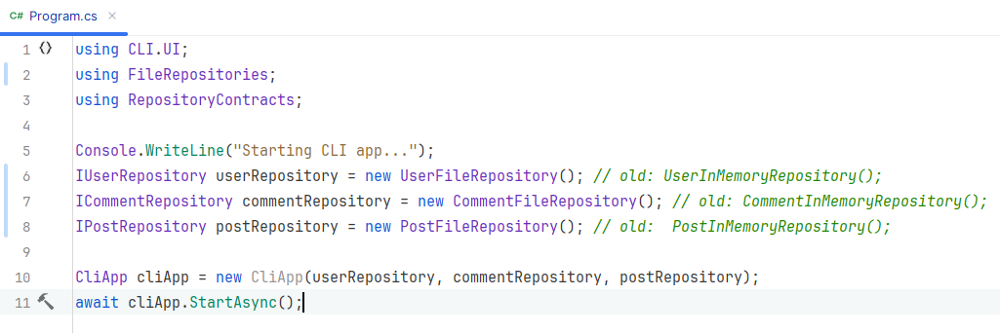 C# Program.cs ×
1 {} using CLI.UI;
2 using FileRepositories;
3 using RepositoryContracts;
4
5 Console.WriteLine("Starting CLI app...");
6 IUserRepository userRepository = new UserFileRepository(); // old: UserInMemoryRepository();
7 ICommentRepository commentRepository = new CommentFileRepository(); // old: CommentInMemoryRepository();
8 IPostRepository postRepository = new PostFileRepository(); // old:  PostInMemoryRepository();
9
10 CliApp cliApp = new CliApp(userRepository, commentRepository, postRepository);
11 await cliApp.StartAsync();